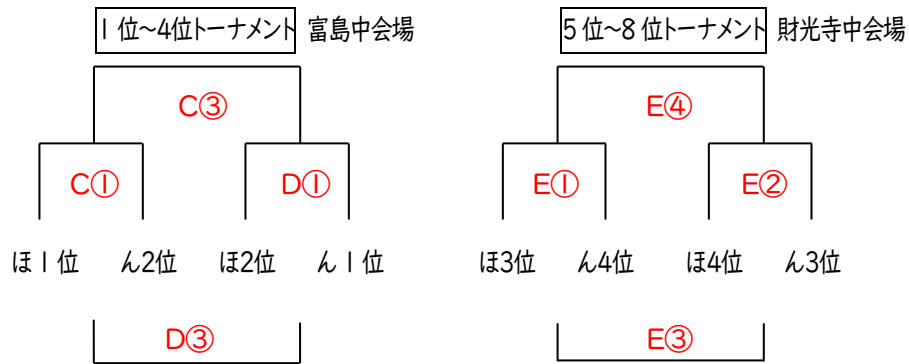 1位~4位トーナメント 富島中会場 5位~8位トーナメント 財光寺中会場
C③ E④
C① D① E① E②
ほ1位 ん2位 ほ2位 ん1位 ほ3位 ん4位 ほ4位 ん3位
D③ E③